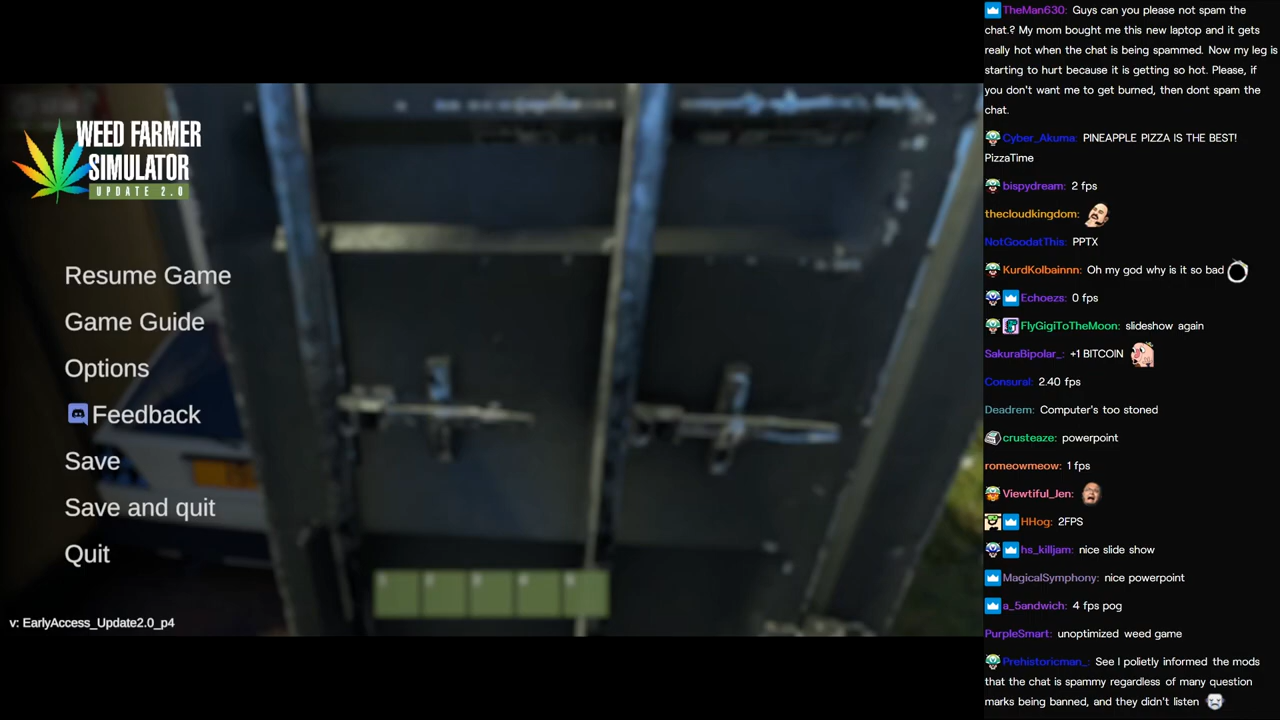 WEED FARMER
SIMULATOR
UPDATE 2.0
Resume Game
Game Guide
Options
Feedback
Save
Save and quit
Quit
v: EarlyAccess_Update2.0_p4
TheMan630: Guys can you please not spam the
chat.? My mom bought me this new laptop and it gets
really hot when the chat is being spammed. Now my leg is
starting to hurt because it is getting so hot. Please, if
you don't want me to get burned, then dont spam the
chat.
Cyber_Akuma: PINEAPPLE PIZZA IS THE BEST!
PizzaTime
bispydream: 2 fps
thecloudkingdom:
NotGoodatThis: PPTX
KurdKolbainnn: Oh my god why is it so bad
Echoezs: 0 fps
FlyGigiToTheMoon: slideshow again
SakuraBipolar_: +1 BITCOIN
Consural: 2.40 fps
Deadrem: Computer's too stoned
crusteaze: powerpoint
romeowmeow: 1 fps
Viewtiful_Jen:
HHog: 2FPS
hs_killjam: nice slide show
MagicalSymphony: nice powerpoint
a_5andwich: 4 fps pog
PurpleSmart: unoptimized weed game
Prehistoricman_: See I polietly informed the mods
that the chat is spammy regardless of many question
marks being banned, and they didn't listen